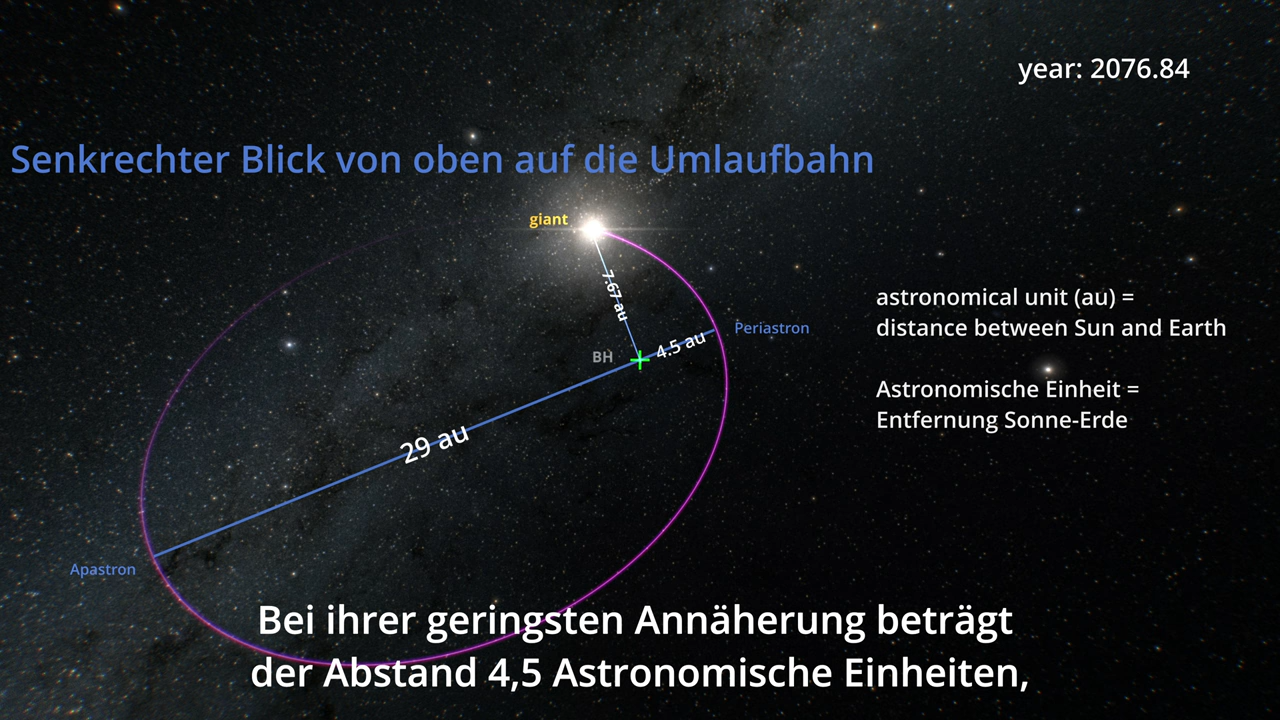 year: 2076.84
Senkrechter Blick von oben auf die Umlaufbahn
giant
7.67 au
Periastron
4.5 au
BH
astronomical unit (au) =
distance between Sun and Earth
Astronomische Einheit =
Entfernung Sonne-Erde
29 au
Apastron
Bei ihrer geringsten Annäherung beträgt
der Abstand 4,5 Astronomische Einheiten,